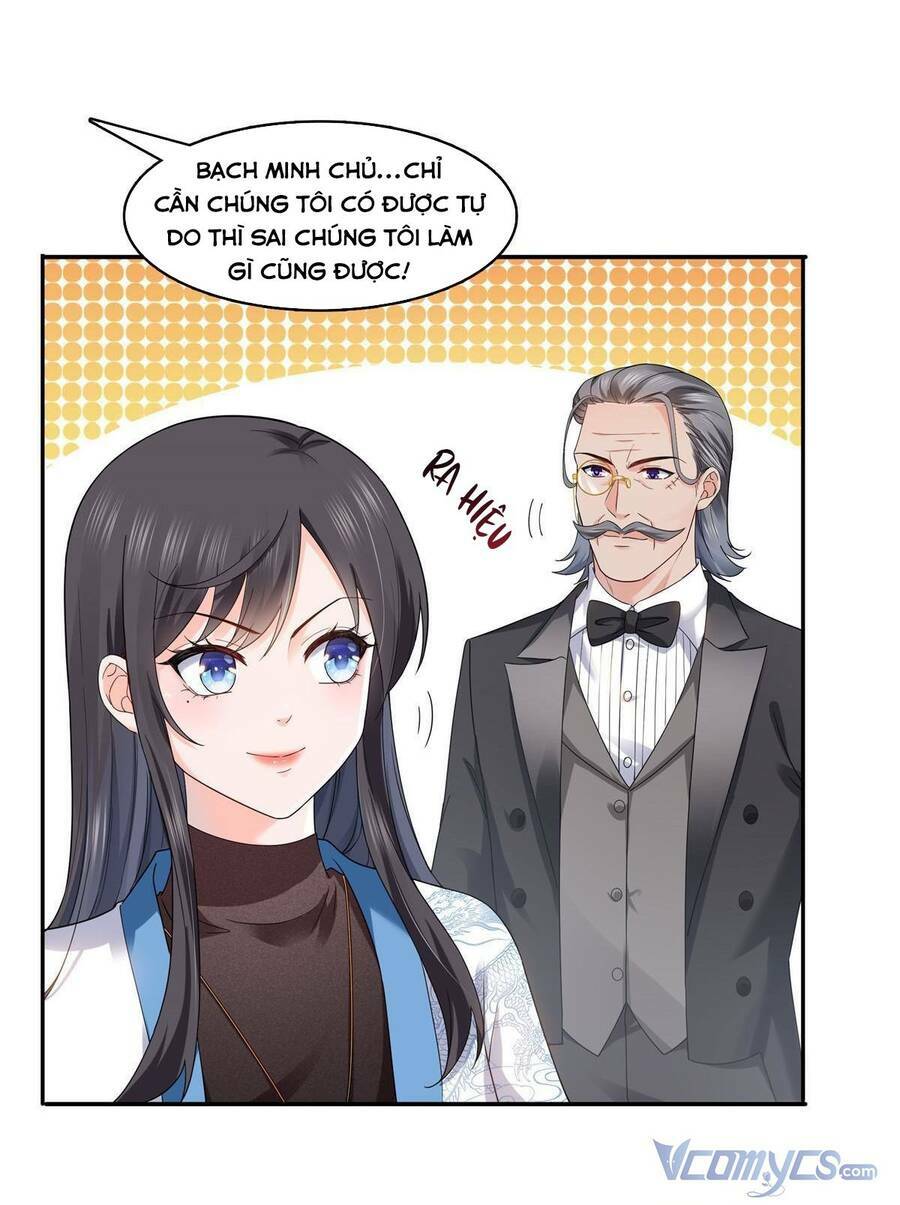 BẠCH MINH CHỦ...CHỈ
CẦN CHÚNG TÔI CÓ ĐƯỢC TỰ
DO THÌ SAI CHÚNG TÔI LÀM
GÌ CŨNG ĐƯỢC!
RA HIỆU
VCOMYCS.com